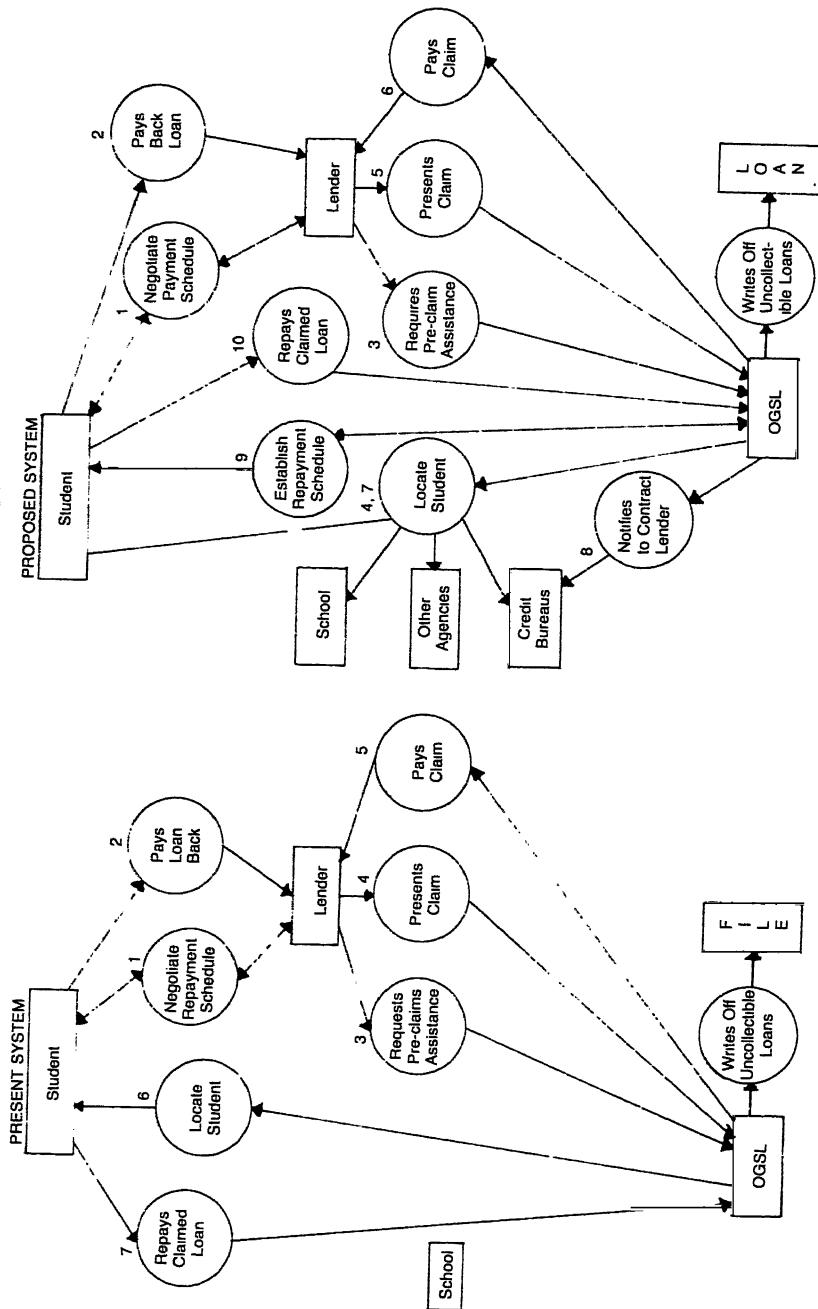 PRESENT SYSTEM
Student
2
Pays
Loan
Back
1
Negotiate
Repayment
Schedule
6
Locate
Student
7
Repays
Claimed
Loan
Lender
5
Pays
Claim
4
Presents
Claim
3
Requests
Pre-claims
Assistance
School
OGSL
Writes Off
Uncollectible
Loans
F
I
L
E
PROPOSED SYSTEM
Student
2
Pays
Back
Loan
1
Negotiate
Payment
Schedule
10
Repays
Claimed
Loan
9
Establish
Repayment
Schedule
Lender
6
Pays
Claim
5
Presents
Claim
3
Requires
Pre-claim
Assistance
4, 7
Locate
Student
School
Other
Agencies
Credit
Bureaus
8
Notifies
to Contract
Lender
OGSL
Writes Off
Uncollect-
ible Loans
L
O
A
N